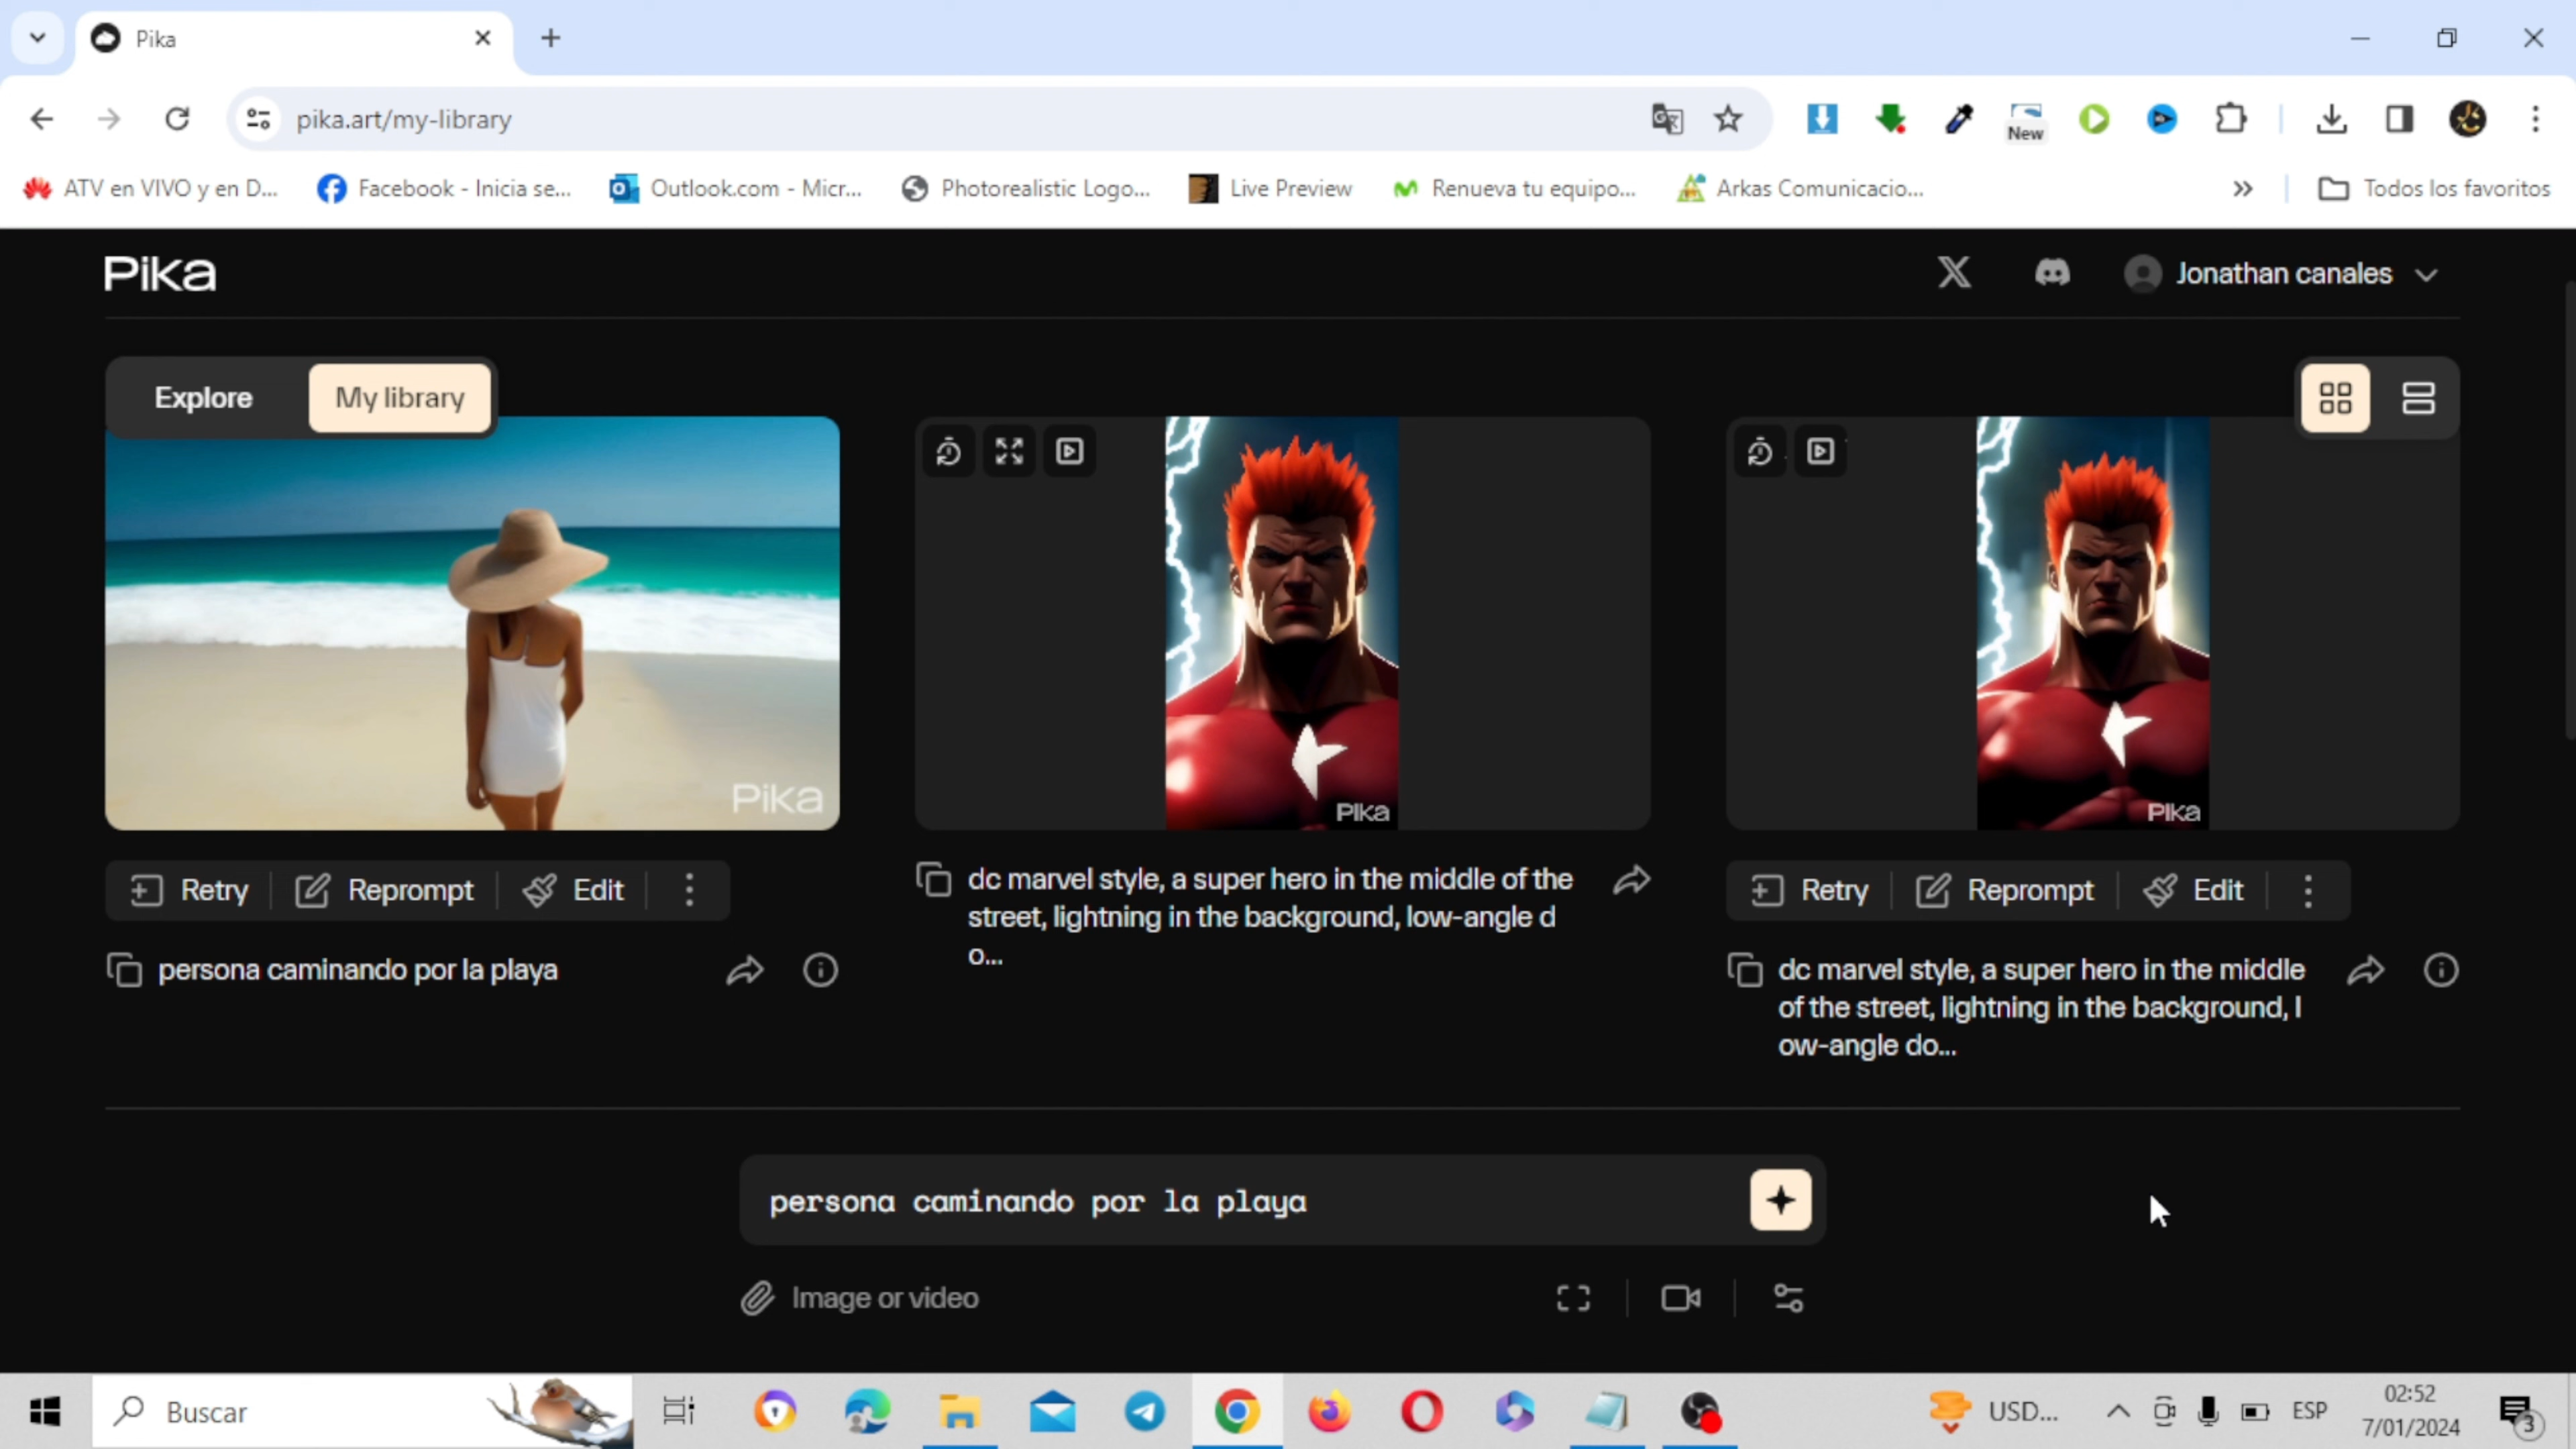 Pika
pika.art/my-library
New
ATV en VIVO y en D...
Facebook - Inicia se...
Outlook.com - Micr...
Photorealistic Logo...
Live Preview
Renueva tu equipo...
Arkas Comunicacio...
Todos los favoritos
Pika
Jonathan canales
Explore
My library
Pika
Pika
Pika
Retry
Reprompt
Edit
persona caminando por la playa
dc marvel style, a super hero in the middle of the
street, lightning in the background, low-angle d
o...
Retry
Reprompt
Edit
dc marvel style, a super hero in the middle
of the street, lightning in the background, l
ow-angle do...
persona caminando por la playa
Image or video
Buscar
USD...
ESP
02:52
7/01/2024
3